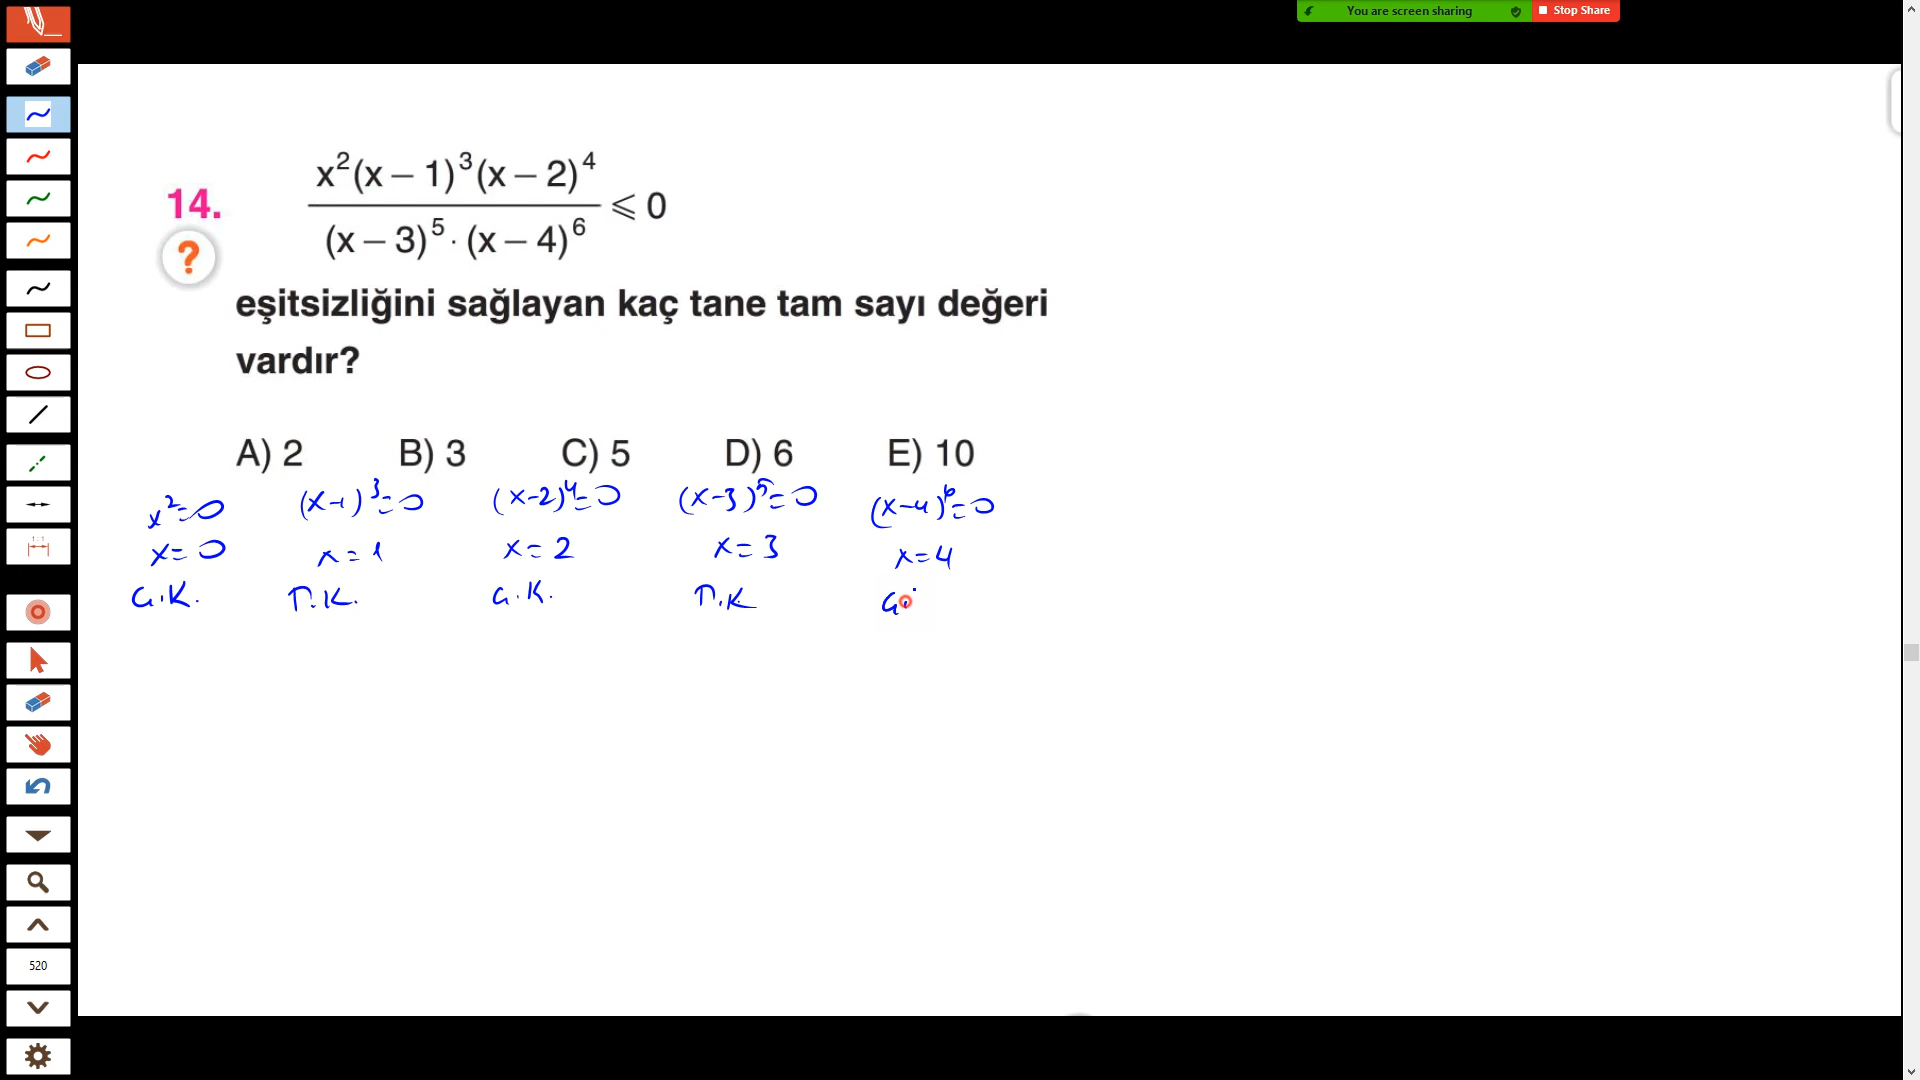 You are screen sharing
Stop Share
14.
x²(x – 1)³(x – 2)⁴
(x – 3)⁵ · (x – 4)⁶
⩽ 0
?
eşitsizliğini sağlayan kaç tane tam sayı değeri
vardır?
A) 2 B) 3 C) 5 D) 6 E) 10
x²=0 (x-1)³=0 (x-2)⁴=0 (x-3)⁵=0 (x-4)⁶=0
x=0 x=1 x=2 x=3 x=4
Ç.K. T.K. Ç.K. T.K Ç.
1:1
520